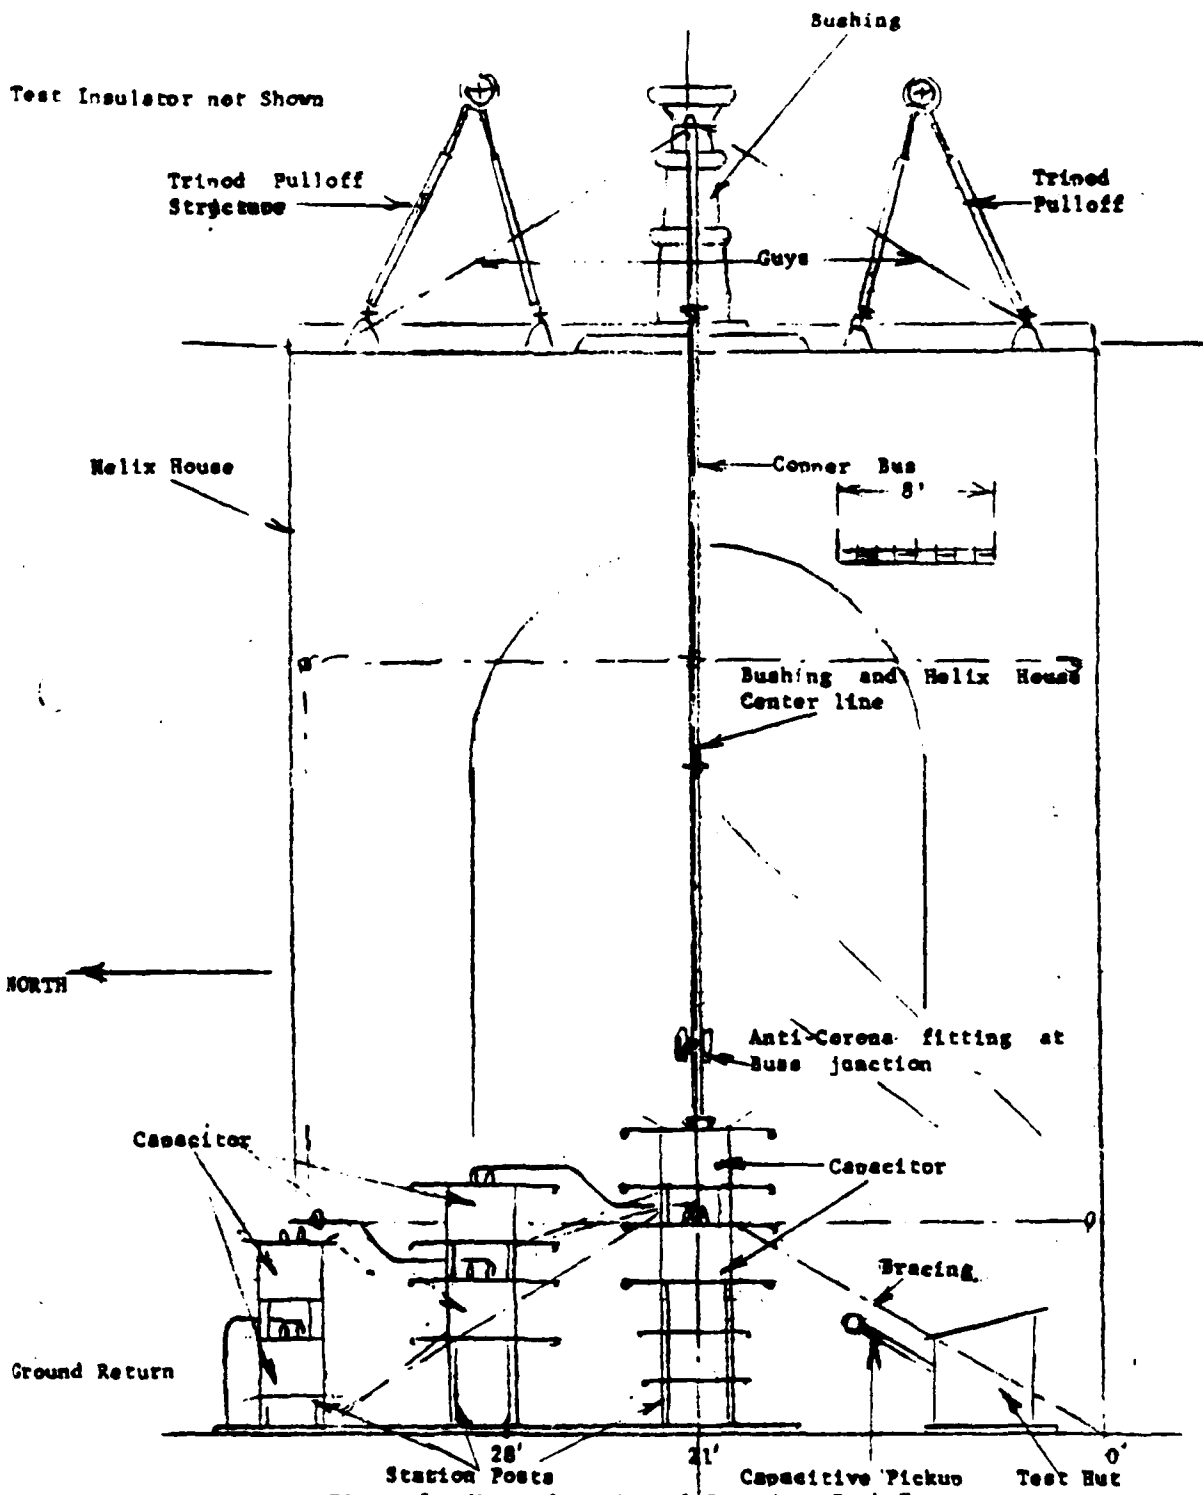 Bushing
Test Insulator not Shown
Tripod Pulloff
Structure
Tripod
Pulloff
Guys
Helix House
Copper Bus
8'
Bushing and Helix House
Center line
NORTH
Anti-Corona fitting at
Buss junction
Capacitor
Capacitor
Bracing
Ground Return
28'
21'
0'
Station Posts
Capacitive Pickup
Test Hut